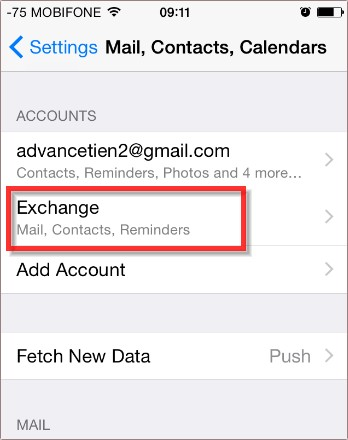 -75 MOBIFONE 09:11
Settings Mail, Contacts, Calendars
ACCOUNTS
advancetien2@gmail.com
Contacts, Reminders, Photos and 4 more...
Exchange
Mail, Contacts, Reminders
Add Account
Fetch New Data Push
MAIL